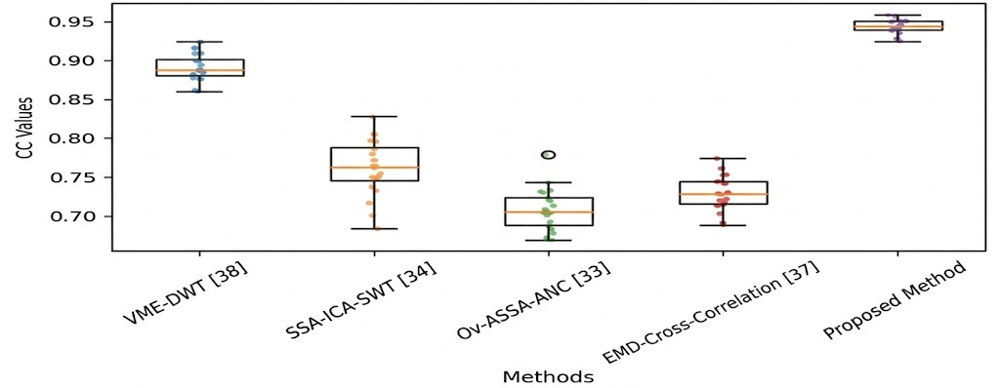 CC Values
0.95
0.90
0.85
0.80
0.75
0.70
VME-DWT [38]
SSA-ICA-SWT [34]
Ov-ASSA-ANC [33]
EMD-Cross-Correlation [37]
Proposed Method
Methods